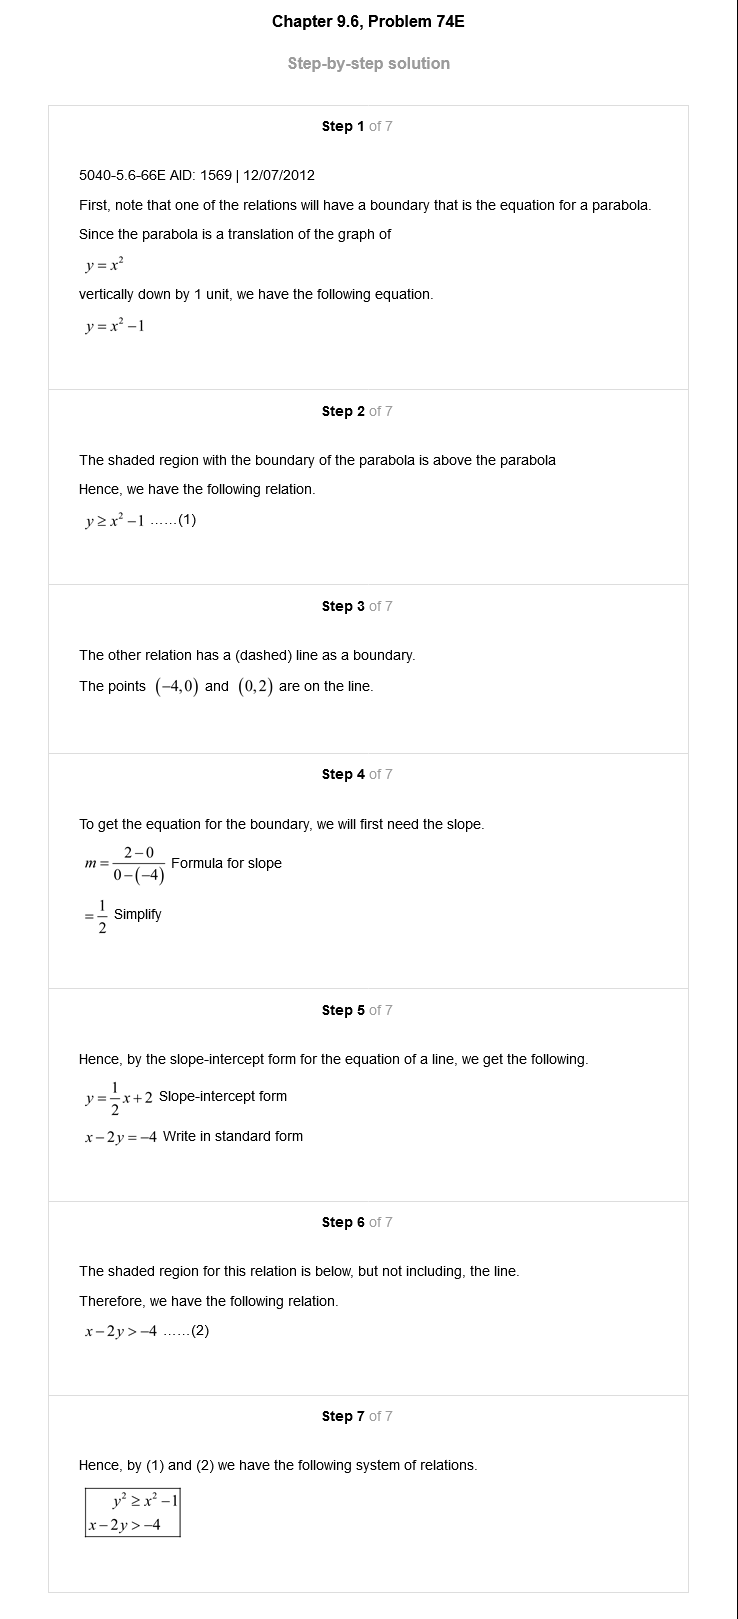 Chapter 9.6, Problem 74E
Step-by-step solution
Step 1 of 7
5040-5.6-66E AID: 1569 | 12/07/2012
First, note that one of the relations will have a boundary that is the equation for a parabola.
Since the parabola is a translation of the graph of
y = x²
vertically down by 1 unit, we have the following equation.
y = x² − 1
Step 2 of 7
The shaded region with the boundary of the parabola is above the parabola
Hence, we have the following relation.
y ≥ x² − 1 ……(1)
Step 3 of 7
The other relation has a (dashed) line as a boundary.
The points (−4,0) and (0,2) are on the line.
Step 4 of 7
To get the equation for the boundary, we will first need the slope.
m = (2−0)/(0−(−4)) Formula for slope
= 1/2 Simplify
Step 5 of 7
Hence, by the slope-intercept form for the equation of a line, we get the following.
y = 1/2 x + 2 Slope-intercept form
x − 2y = −4 Write in standard form
Step 6 of 7
The shaded region for this relation is below, but not including, the line.
Therefore, we have the following relation.
x − 2y > −4 ……(2)
Step 7 of 7
Hence, by (1) and (2) we have the following system of relations.
y² ≥ x² − 1
x − 2y > −4